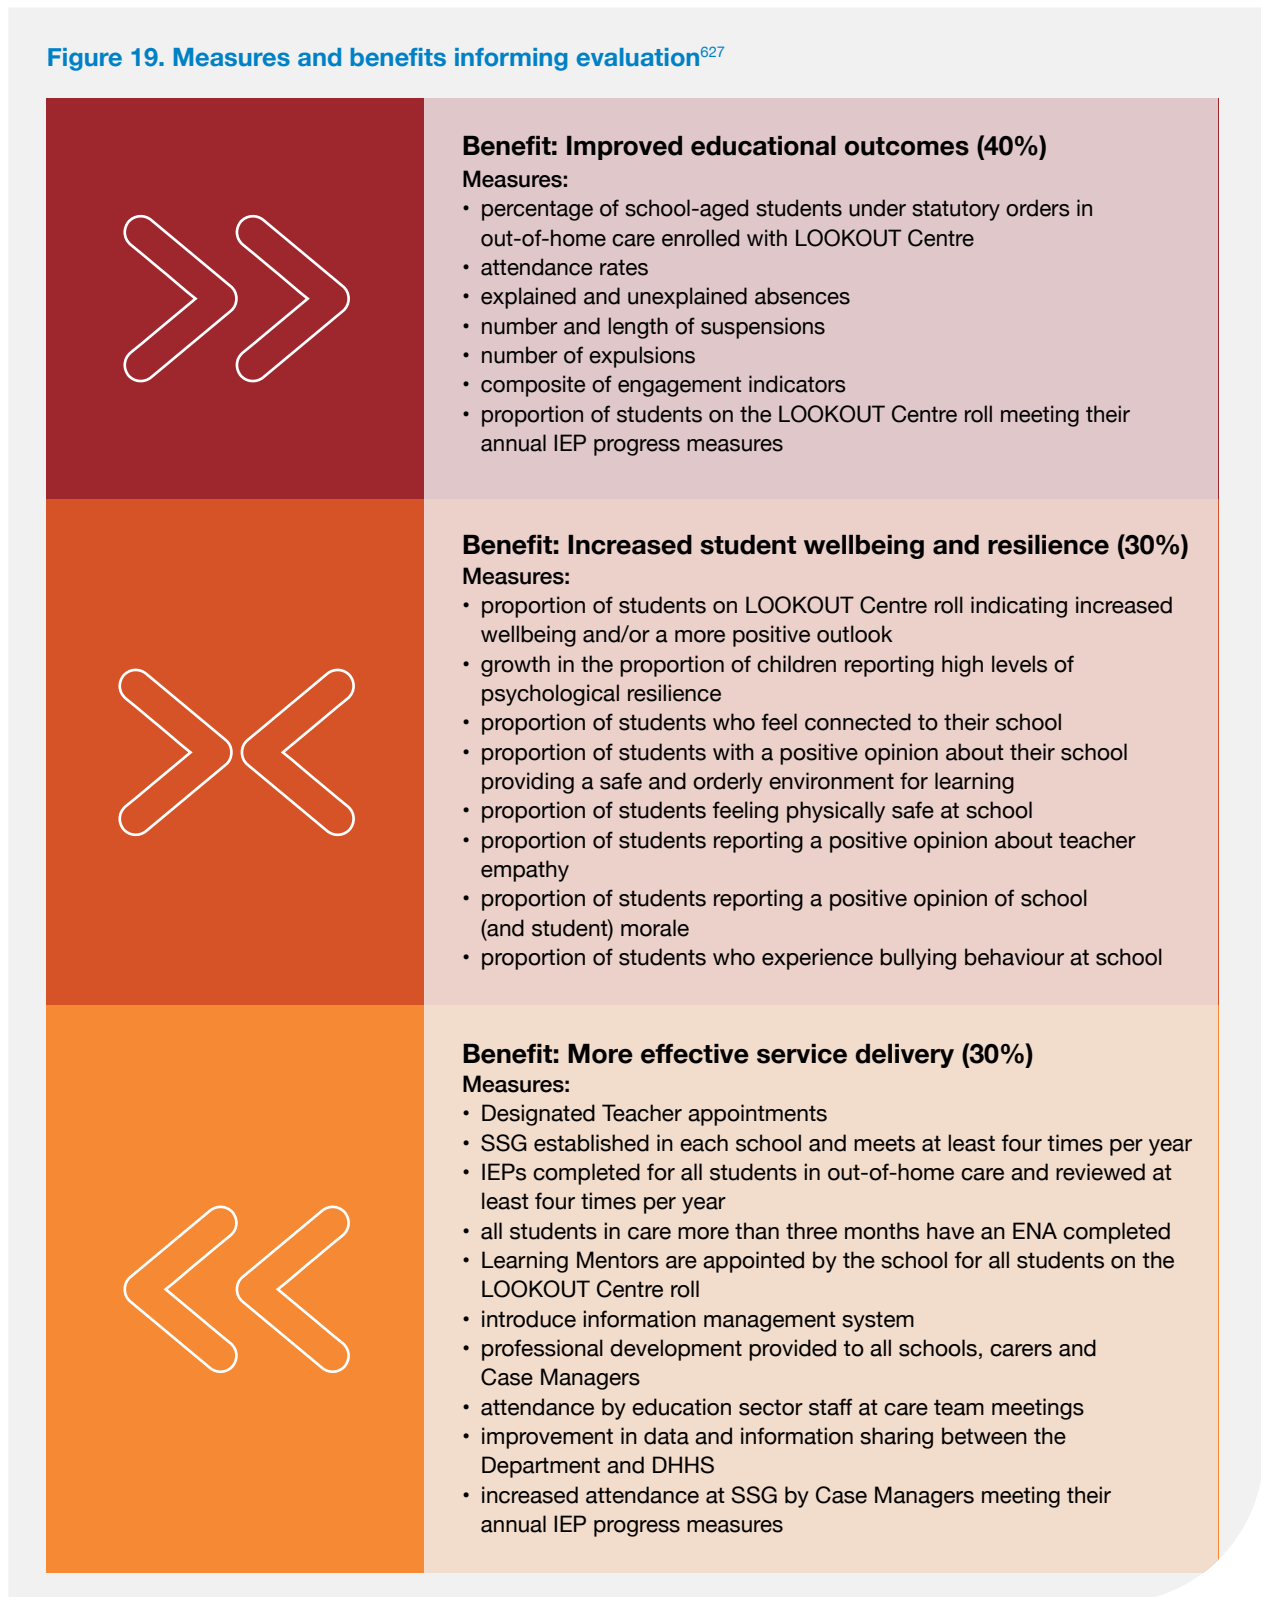 Figure 19. Measures and benefits informing evaluation627
Benefit: Improved educational outcomes (40%)
Measures:
• percentage of school-aged students under statutory orders in
out-of-home care enrolled with LOOKOUT Centre
• attendance rates
• explained and unexplained absences
• number and length of suspensions
• number of expulsions
• composite of engagement indicators
• proportion of students on the LOOKOUT Centre roll meeting their
annual IEP progress measures
Benefit: Increased student wellbeing and resilience (30%)
Measures:
• proportion of students on LOOKOUT Centre roll indicating increased
wellbeing and/or a more positive outlook
• growth in the proportion of children reporting high levels of
psychological resilience
• proportion of students who feel connected to their school
• proportion of students with a positive opinion about their school
providing a safe and orderly environment for learning
• proportion of students feeling physically safe at school
• proportion of students reporting a positive opinion about teacher
empathy
• proportion of students reporting a positive opinion of school
(and student) morale
• proportion of students who experience bullying behaviour at school
Benefit: More effective service delivery (30%)
Measures:
• Designated Teacher appointments
• SSG established in each school and meets at least four times per year
• IEPs completed for all students in out-of-home care and reviewed at
least four times per year
• all students in care more than three months have an ENA completed
• Learning Mentors are appointed by the school for all students on the
LOOKOUT Centre roll
• introduce information management system
• professional development provided to all schools, carers and
Case Managers
• attendance by education sector staff at care team meetings
• improvement in data and information sharing between the
Department and DHHS
• increased attendance at SSG by Case Managers meeting their
annual IEP progress measures